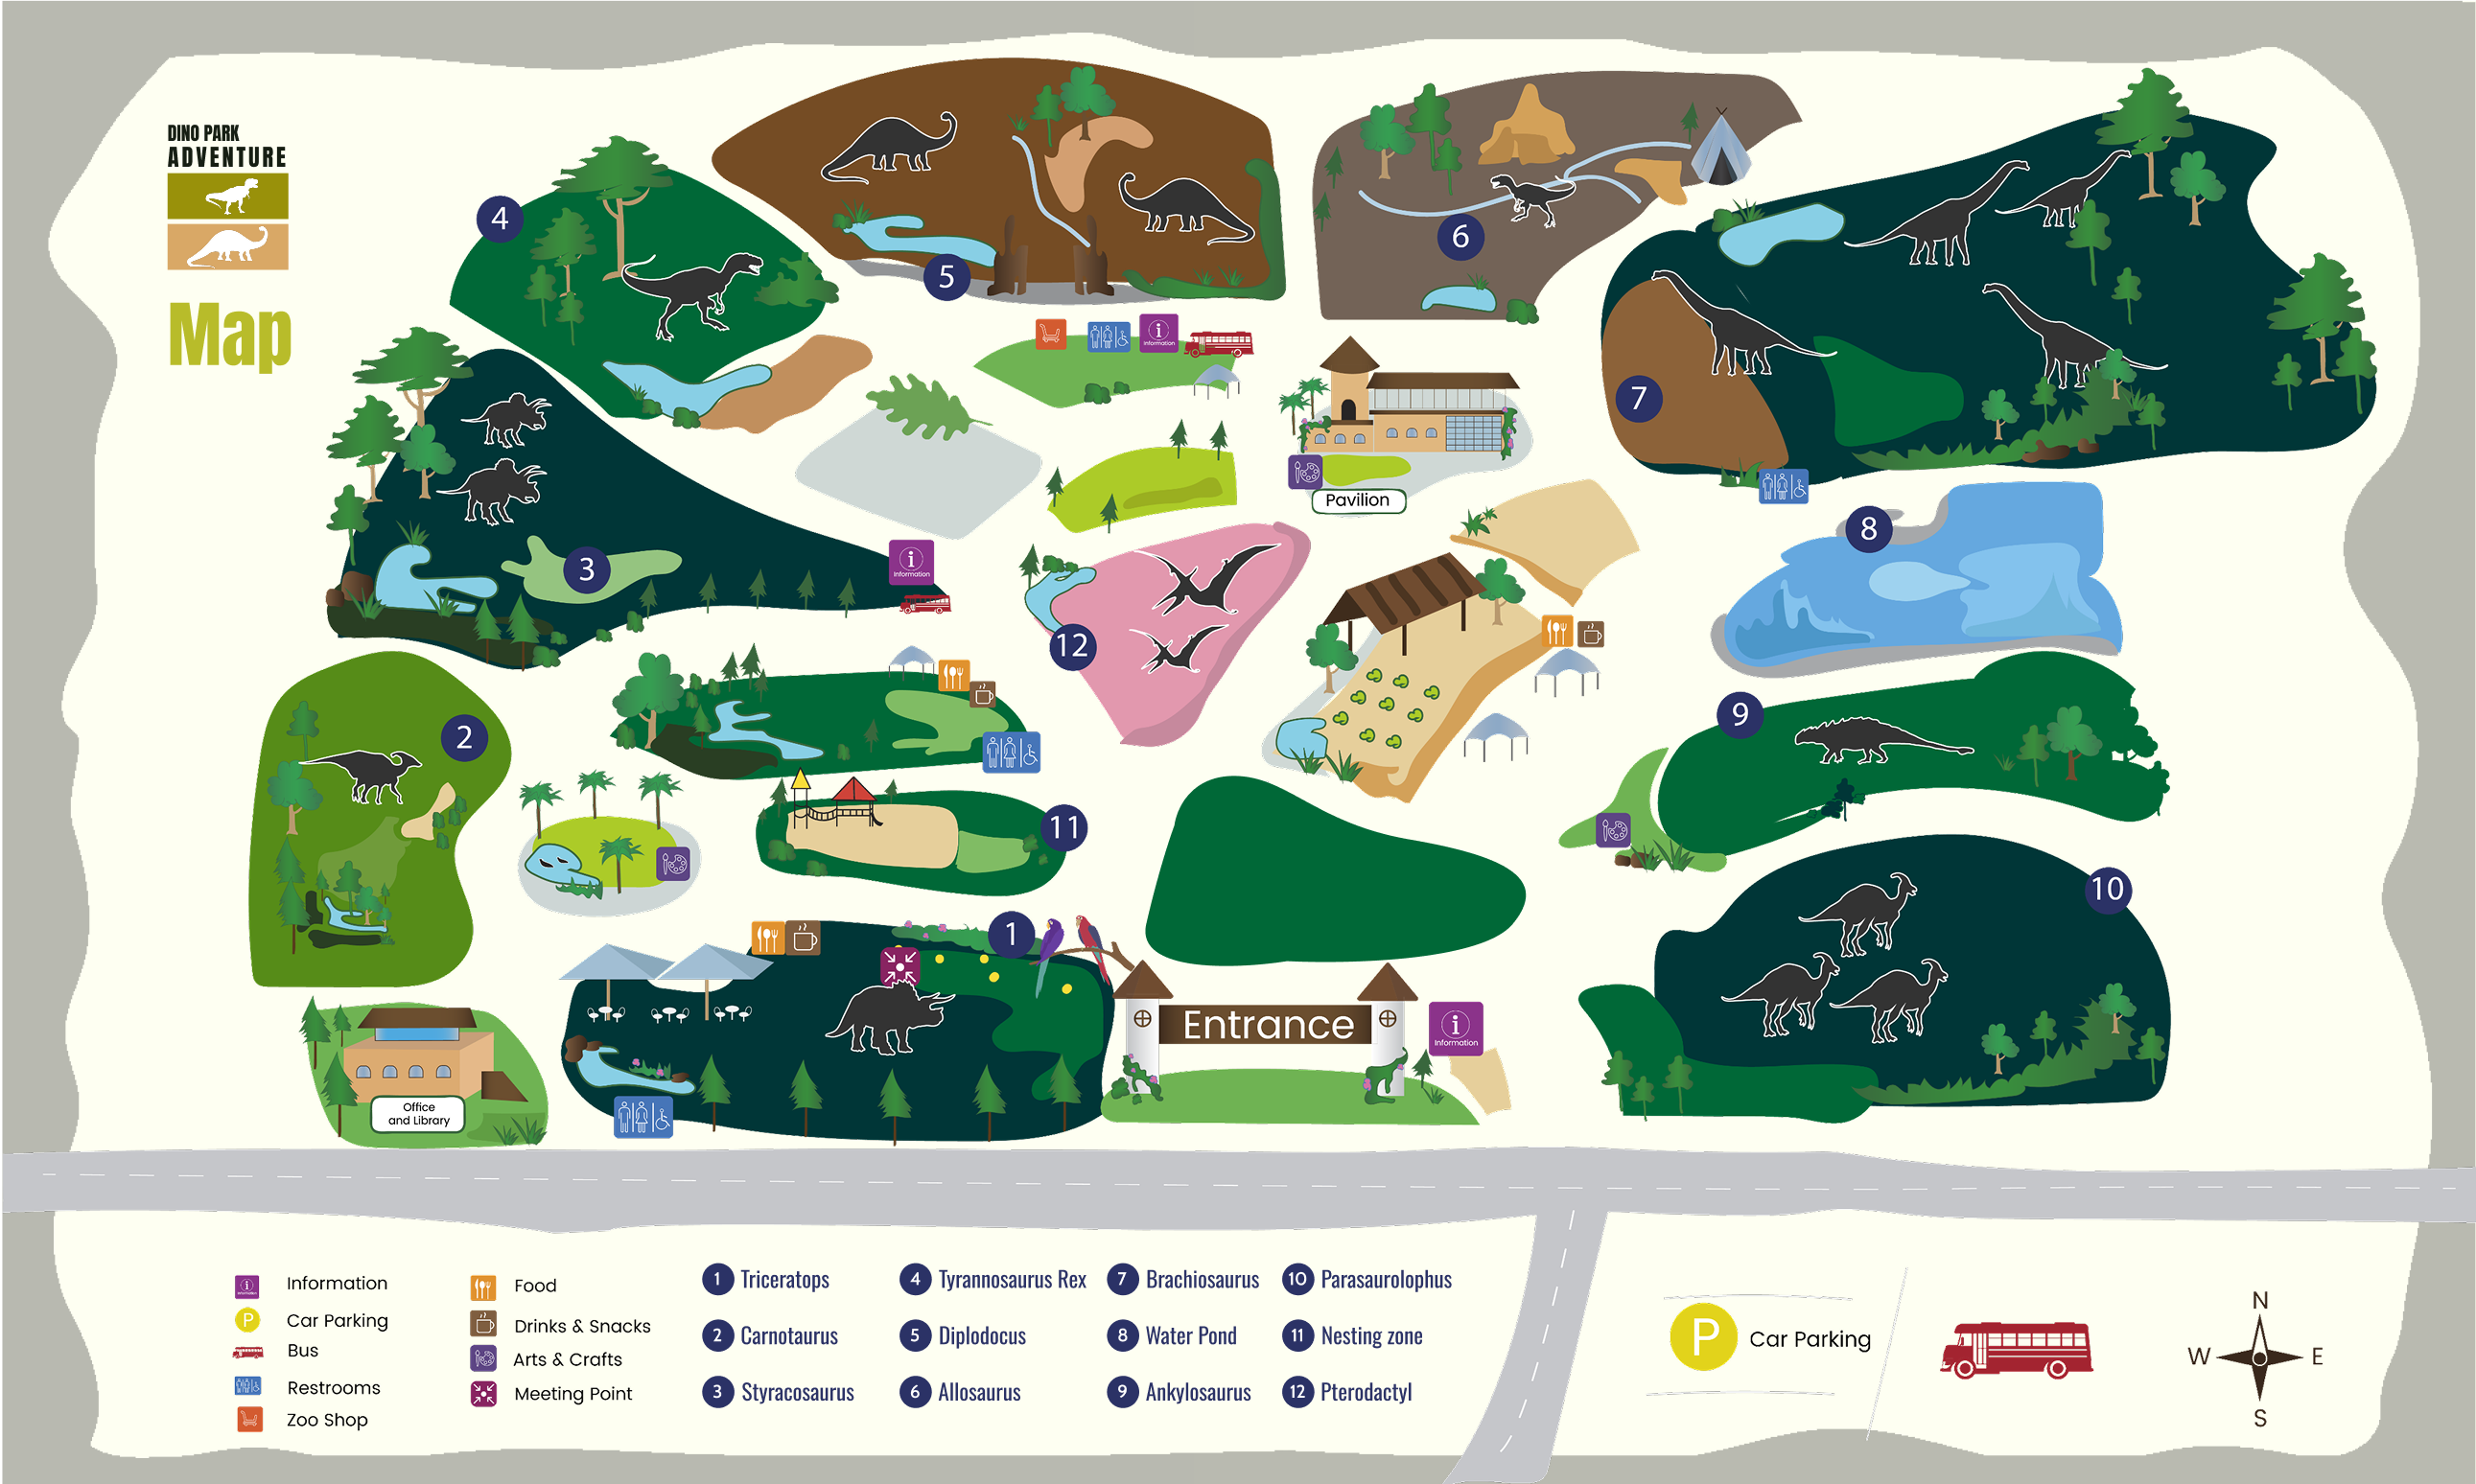 DINO PARK
ADVENTURE
Map
4
5
6
7
3
8
12
2
9
11
10
1
information
information
Pavilion
Entrance
information
Office
and Library
Information
Car Parking
Bus
Restrooms
Zoo Shop
Food
Drinks & Snacks
Arts & Crafts
Meeting Point
1 Triceratops
2 Carnotaurus
3 Styracosaurus
4 Tyrannosaurus Rex
5 Diplodocus
6 Allosaurus
7 Brachiosaurus
8 Water Pond
9 Ankylosaurus
10 Parasaurolophus
11 Nesting zone
12 Pterodactyl
P
P Car Parking
N
W E
S